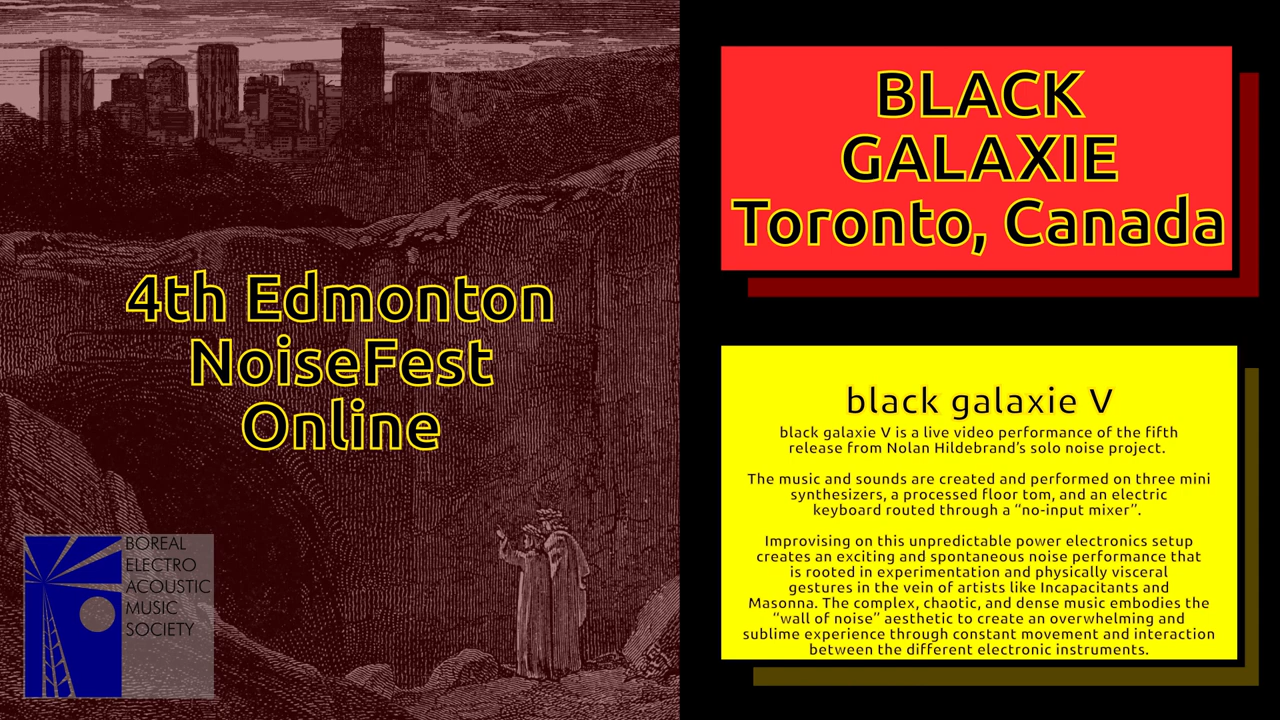 4th Edmonton
NoiseFest
Online
BOREAL
ELECTRO
ACOUSTIC
MUSIC
SOCIETY
BLACK
GALAXIE
Toronto, Canada
black galaxie V
black galaxie V is a live video performance of the fifth
release from Nolan Hildebrand’s solo noise project.
The music and sounds are created and performed on three mini
synthesizers, a processed floor tom, and an electric
keyboard routed through a “no-input mixer”.
Improvising on this unpredictable power electronics setup
creates an exciting and spontaneous noise performance that
is rooted in experimentation and physically visceral
gestures in the vein of artists like Incapacitants and
Masonna. The complex, chaotic, and dense music embodies the
“wall of noise” aesthetic to create an overwhelming and
sublime experience through constant movement and interaction
between the different electronic instruments.